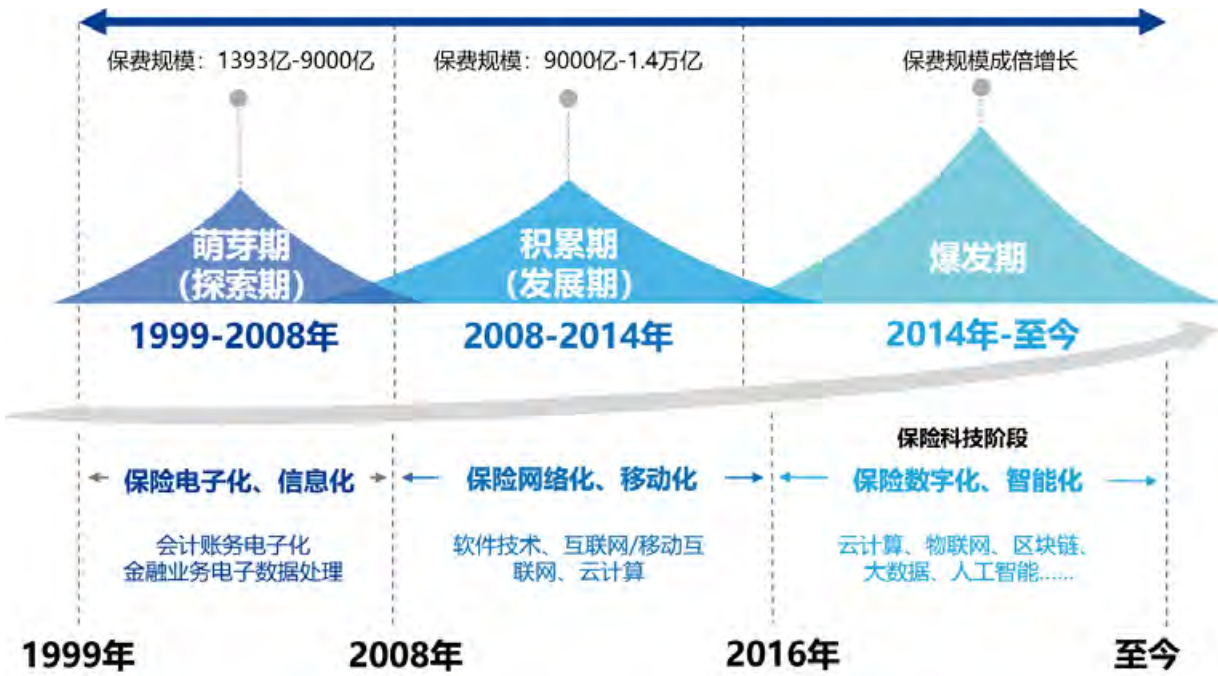 保费规模：1393亿-9000亿
保费规模：9000亿-1.4万亿
保费规模成倍增长
萌芽期
（探索期）
积累期
（发展期）
爆发期
1999-2008年
2008-2014年
2014年-至今
保险科技阶段
保险电子化、信息化
保险网络化、移动化
保险数字化、智能化
会计账务电子化
金融业务电子数据处理
软件技术、互联网/移动互
联网、云计算
云计算、物联网、区块链、
大数据、人工智能......
1999年
2008年
2016年
至今